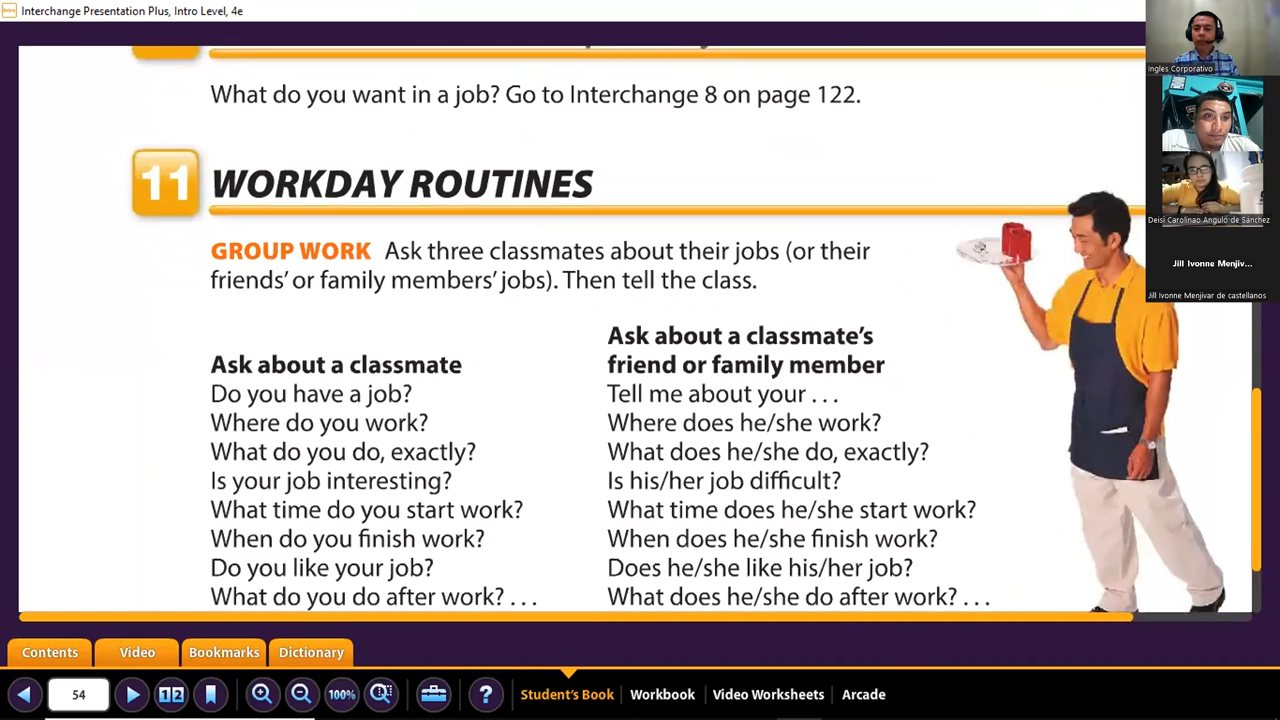 Interchange Presentation Plus, Intro Level, 4e
What do you want in a job? Go to Interchange 8 on page 122.
11 WORKDAY ROUTINES
GROUP WORK Ask three classmates about their jobs (or their
friends' or family members' jobs). Then tell the class.
Ask about a classmate
Do you have a job?
Where do you work?
What do you do, exactly?
Is your job interesting?
What time do you start work?
When do you finish work?
Do you like your job?
What do you do after work? . . .
Ask about a classmate's
friend or family member
Tell me about your . . .
Where does he/she work?
What does he/she do, exactly?
Is his/her job difficult?
What time does he/she start work?
When does he/she finish work?
Does he/she like his/her job?
What does he/she do after work? . . .
Ingles Corporativo
Deisi Carolinao Angulo de Sánchez
Jill Ivonne Menjiv...
Jill Ivonne Menjivar de castellanos
Contents Video Bookmarks Dictionary
54 12 100% ? Student's Book Workbook Video Worksheets Arcade